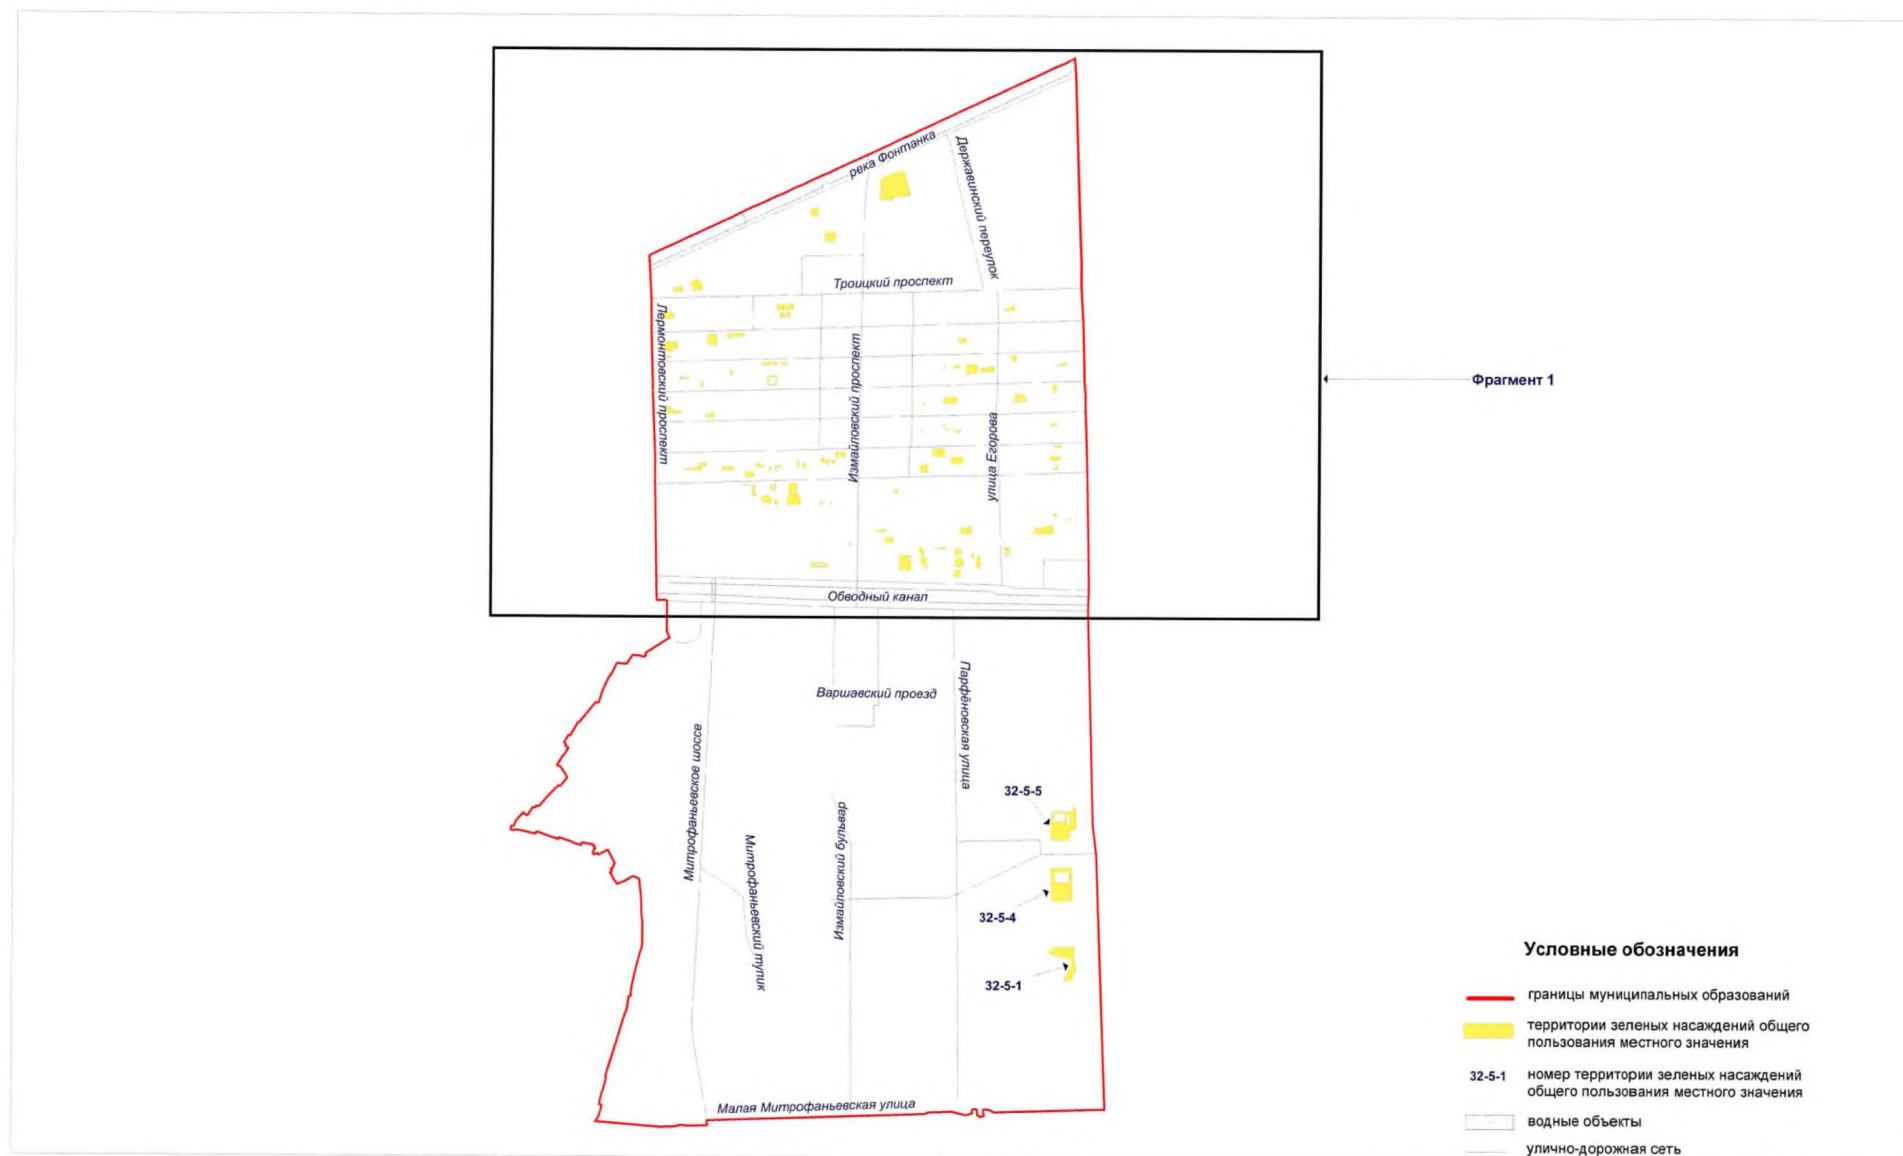 река Фонтанка
Державинский переулок
Троицкий проспект
Лермонтовский проспект
Измайловский проспект
улица Егорова
Фрагмент 1
Обводный канал
Варшавский проезд
Парфёновская улица
Митрофаньевское шоссе
32-5-5
Измайловский бульвар
Митрофаньевский тупик
32-5-4
32-5-1
Малая Митрофаньевская улица
Условные обозначения
границы муниципальных образований
территории зеленых насаждений общего
пользования местного значения
32-5-1
номер территории зеленых насаждений
общего пользования местного значения
водные объекты
улично-дорожная сеть